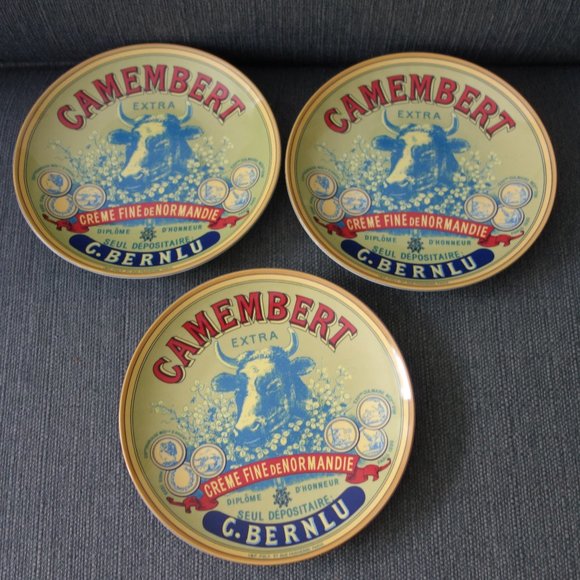 CAMEMBERT
EXTRA
CRÈME FINE DE NORMANDIE
DIPLÔME D'HONNEUR
SEUL DÉPOSITAIRE
G. BERNLU
CAMEMBERT
EXTRA
CRÈME FINE DE NORMANDIE
DIPLÔME D'HONNEUR
SEUL DÉPOSITAIRE
G. BERNLU
CAMEMBERT
EXTRA
CRÈME FINE DE NORMANDIE
DIPLÔME D'HONNEUR
SEUL DÉPOSITAIRE
G. BERNLU